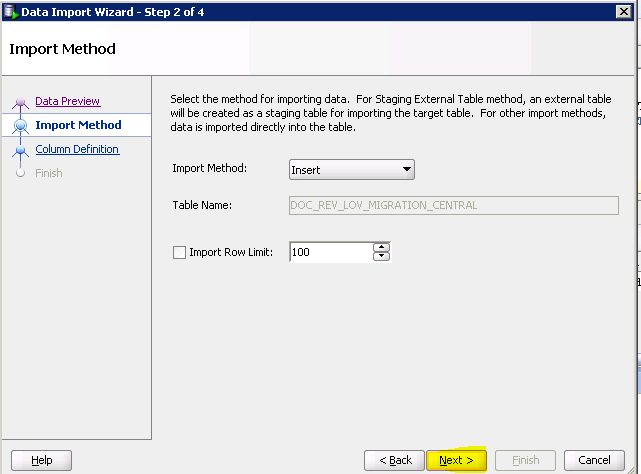 Data Import Wizard - Step 2 of 4
Import Method
Data Preview
Import Method
Column Definition
Finish
Select the method for importing data.  For Staging External Table method, an external table
will be created as a staging table for importing the target table.  For other import methods,
data is imported directly into the table.
Import Method: Insert
Table Name: DOC_REV_LOV_MIGRATION_CENTRAL
Import Row Limit: 100
Help < Back Next > Finish Cancel